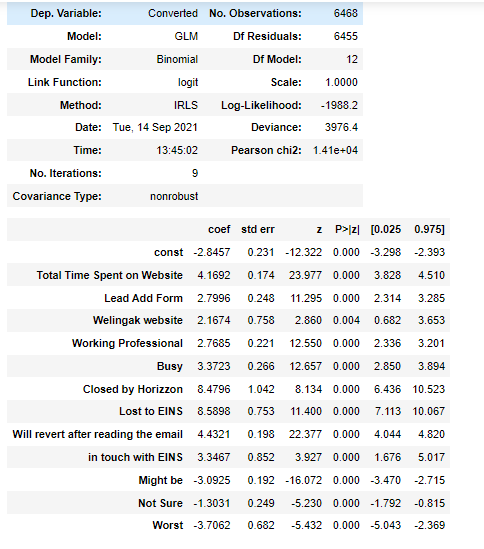 Dep. Variable: Converted No. Observations: 6468
Model: GLM Df Residuals: 6455
Model Family: Binomial Df Model: 12
Link Function: logit Scale: 1.0000
Method: IRLS Log-Likelihood: -1988.2
Date: Tue, 14 Sep 2021 Deviance: 3976.4
Time: 13:45:02 Pearson chi2: 1.41e+04
No. Iterations: 9
Covariance Type: nonrobust
coef std err z P>|z| [0.025 0.975]
const -2.8457 0.231 -12.322 0.000 -3.298 -2.393
Total Time Spent on Website 4.1692 0.174 23.977 0.000 3.828 4.510
Lead Add Form 2.7996 0.248 11.295 0.000 2.314 3.285
Welingak website 2.1674 0.758 2.860 0.004 0.682 3.653
Working Professional 2.7685 0.221 12.550 0.000 2.336 3.201
Busy 3.3723 0.266 12.657 0.000 2.850 3.894
Closed by Horizzon 8.4796 1.042 8.134 0.000 6.436 10.523
Lost to EINS 8.5898 0.753 11.400 0.000 7.113 10.067
Will revert after reading the email 4.4321 0.198 22.377 0.000 4.044 4.820
in touch with EINS 3.3467 0.852 3.927 0.000 1.676 5.017
Might be -3.0925 0.192 -16.072 0.000 -3.470 -2.715
Not Sure -1.3031 0.249 -5.230 0.000 -1.792 -0.815
Worst -3.7062 0.682 -5.432 0.000 -5.043 -2.369